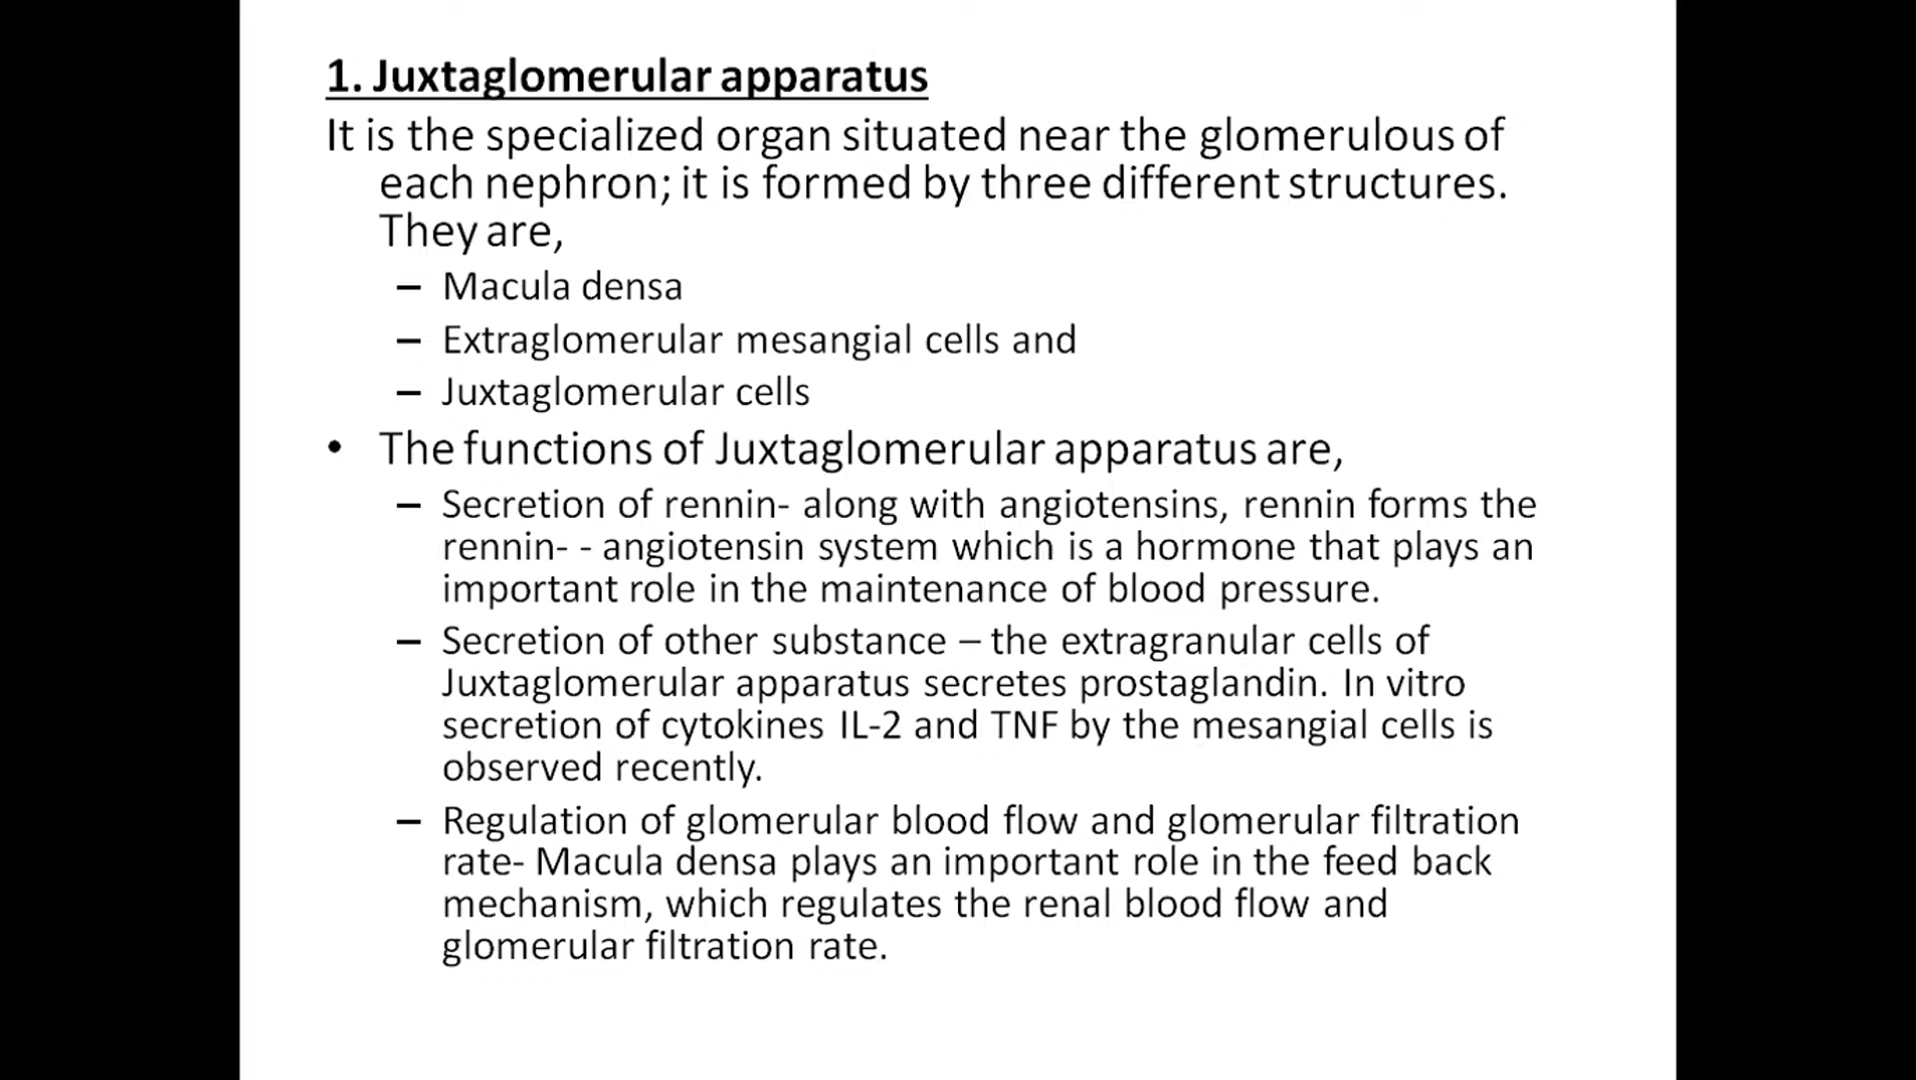 1. Juxtaglomerular apparatus
It is the specialized organ situated near the glomerulous of
each nephron; it is formed by three different structures.
They are,
– Macula densa
– Extraglomerular mesangial cells and
– Juxtaglomerular cells
• The functions of Juxtaglomerular apparatus are,
– Secretion of rennin- along with angiotensins, rennin forms the
rennin- - angiotensin system which is a hormone that plays an
important role in the maintenance of blood pressure.
– Secretion of other substance – the extragranular cells of
Juxtaglomerular apparatus secretes prostaglandin. In vitro
secretion of cytokines IL-2 and TNF by the mesangial cells is
observed recently.
– Regulation of glomerular blood flow and glomerular filtration
rate- Macula densa plays an important role in the feed back
mechanism, which regulates the renal blood flow and
glomerular filtration rate.